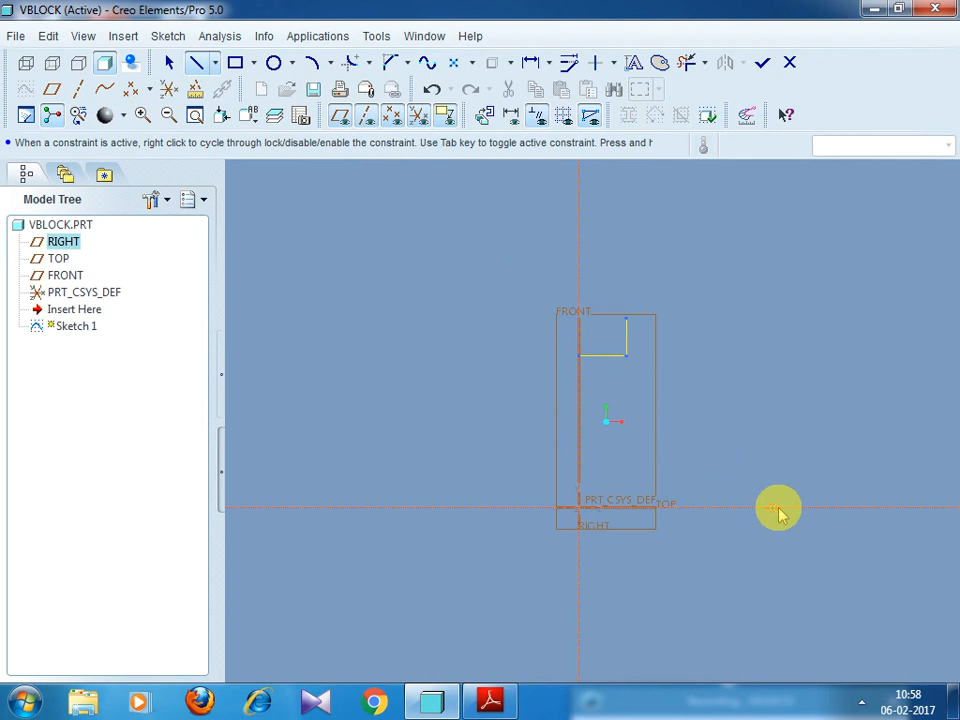 VBLOCK (Active) - Creo Elements/Pro 5.0
File Edit View Insert Sketch Analysis Info Applications Tools Window Help
When a constraint is active, right click to cycle through lock/disable/enable the constraint. Use Tab key to toggle active constraint. Press and h
Model Tree
VBLOCK.PRT
RIGHT
TOP
FRONT
PRT_CSYS_DEF
Insert Here
Sketch 1
FRONT
PRT_CSYS_DEF
TOP
RIGHT
10:58
06-02-2017